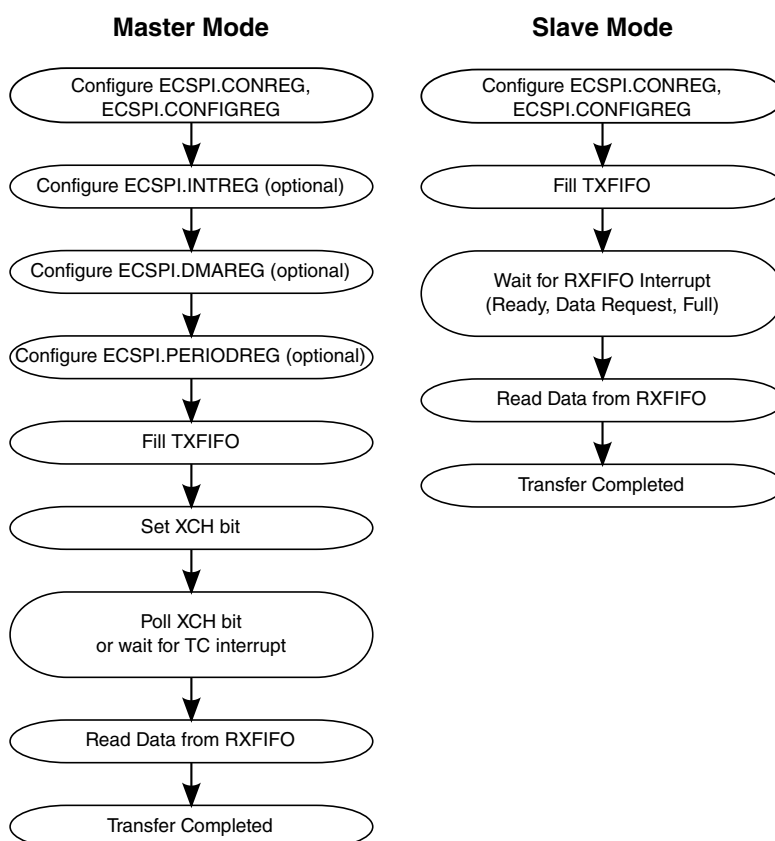 Master Mode
Configure ECSPI.CONREG,
ECSPI.CONFIGREG
Configure ECSPI.INTREG (optional)
Configure ECSPI.DMAREG (optional)
Configure ECSPI.PERIODREG (optional)
Fill TXFIFO
Set XCH bit
Poll XCH bit
or wait for TC interrupt
Read Data from RXFIFO
Transfer Completed
Slave Mode
Configure ECSPI.CONREG,
ECSPI.CONFIGREG
Fill TXFIFO
Wait for RXFIFO Interrupt
(Ready, Data Request, Full)
Read Data from RXFIFO
Transfer Completed